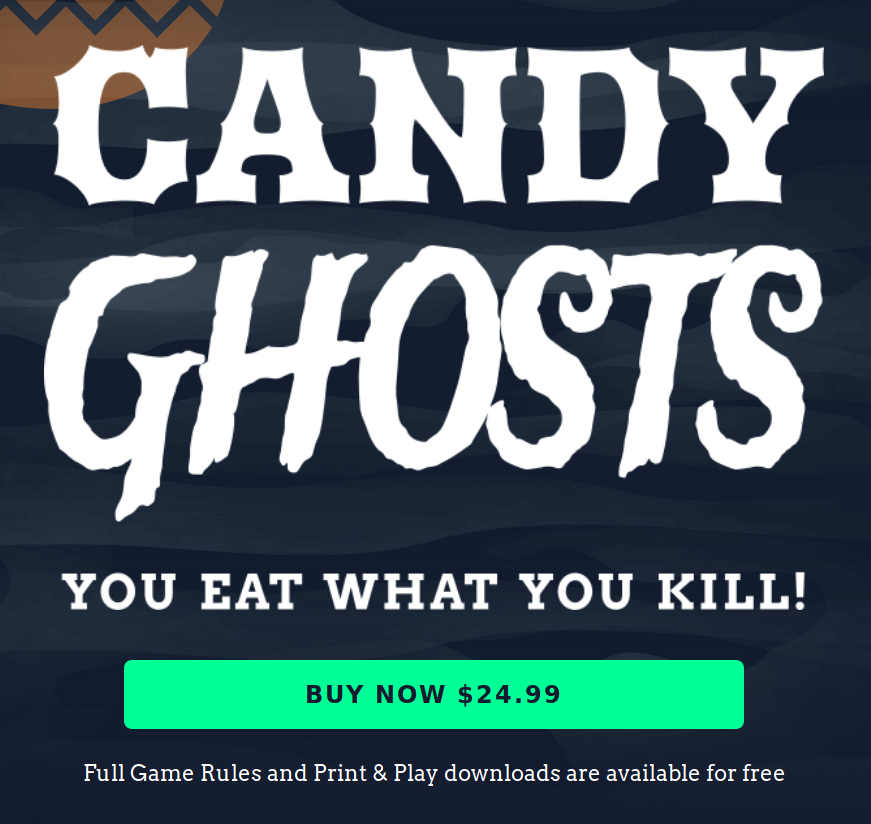 CANDY
GHOSTS
YOU EAT WHAT YOU KILL!
BUY NOW $24.99
Full Game Rules and Print & Play downloads are available for free